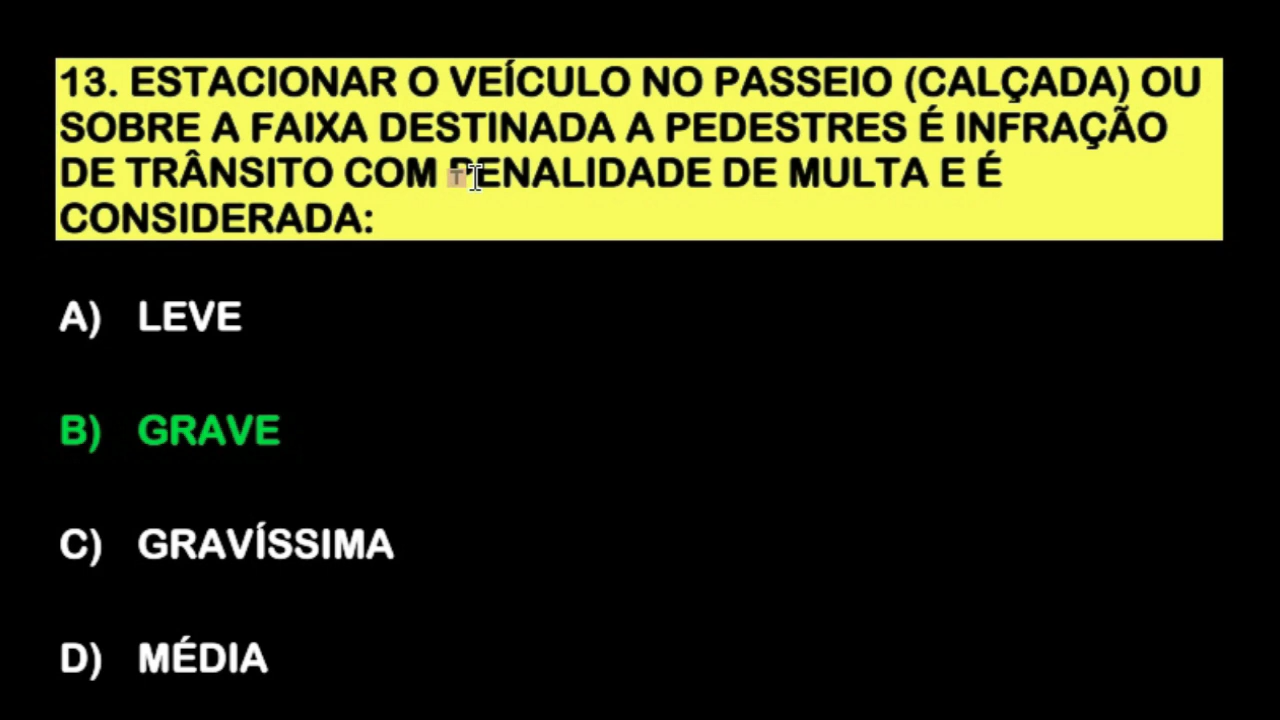 13. ESTACIONAR O VEÍCULO NO PASSEIO (CALÇADA) OU
SOBRE A FAIXA DESTINADA A PEDESTRES É INFRAÇÃO
DE TRÂNSITO COM PENALIDADE DE MULTA E É
CONSIDERADA:
A) LEVE
B) GRAVE
C) GRAVÍSSIMA
D) MÉDIA